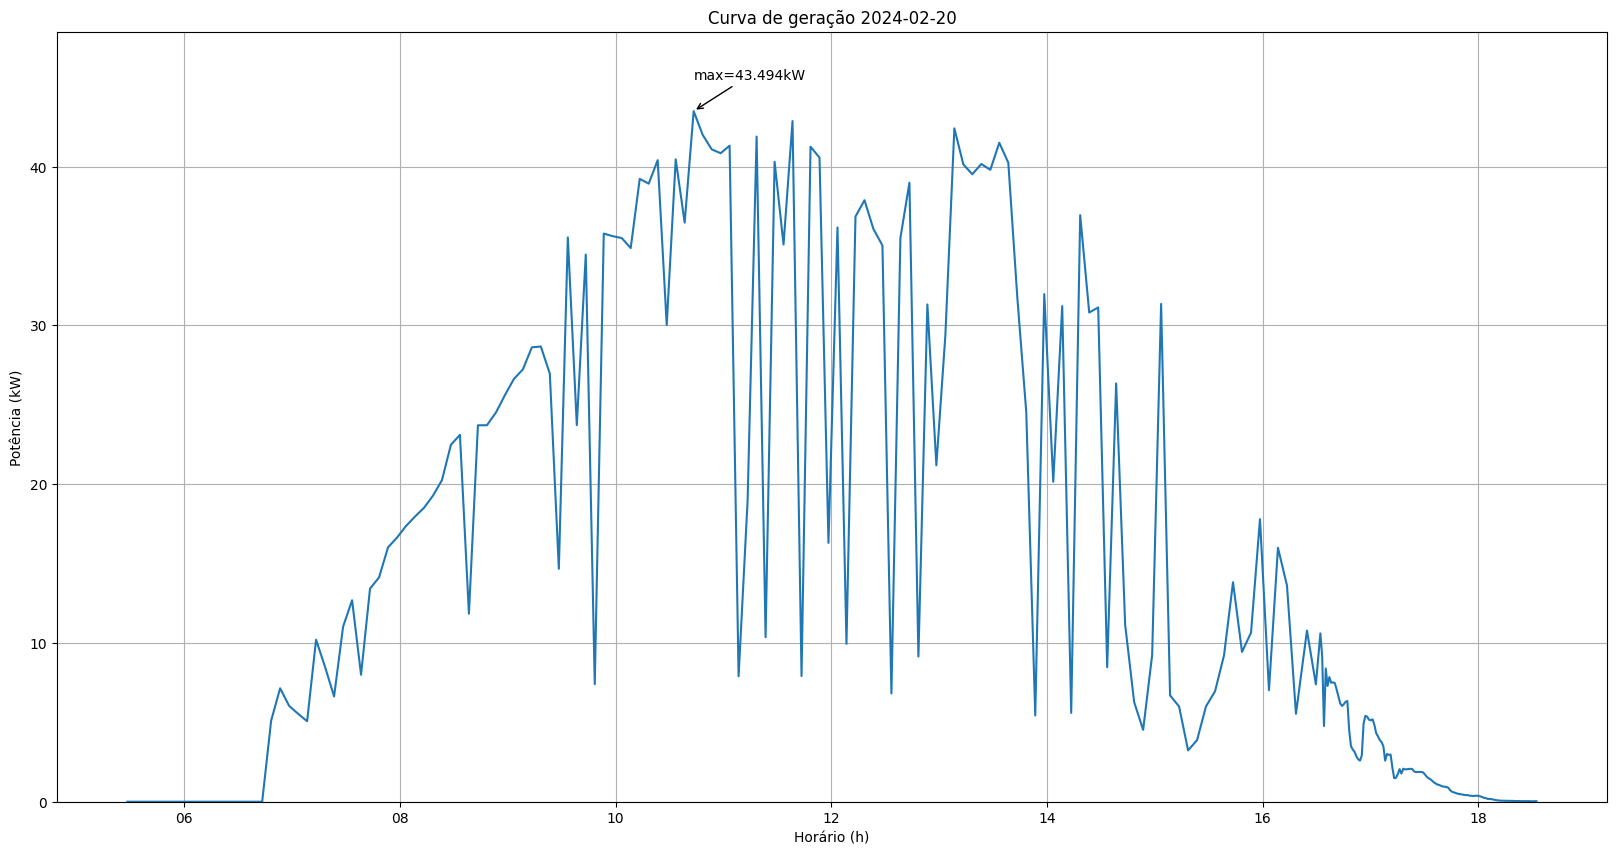 Curva de geração 2024-02-20
max=43.494kW
40
30
20
10
0
Potência (kW)
06 08 10 12 14 16 18
Horário (h)